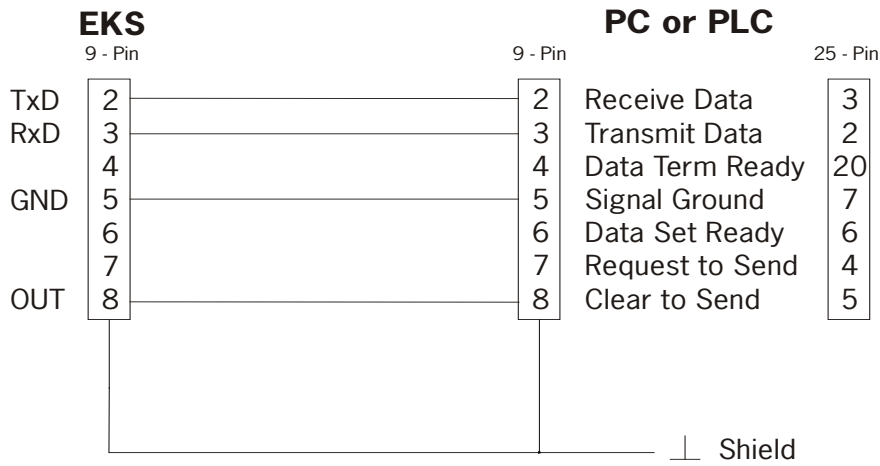 EKS PC or PLC
9 - Pin 9 - Pin 25 - Pin
TxD 2 2 Receive Data 3
RxD 3 3 Transmit Data 2
4 4 Data Term Ready 20
GND 5 5 Signal Ground 7
6 6 Data Set Ready 6
7 7 Request to Send 4
OUT 8 8 Clear to Send 5
Shield